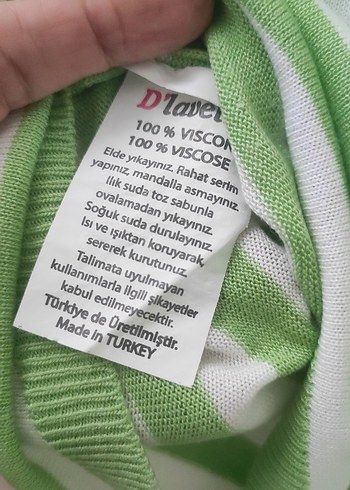 D'lavel
100 % VISCON
100 % VISCOSE
Elde yıkayınız. Rahat serim
yapınız, mandalla asmayınız.
Ilık suda toz sabunla
ovalamadan yıkayınız.
Soğuk suda durulayınız.
Isı ve ışıktan koruyarak,
sererek kurutunuz.
Talimata uyulmayan
kullanımlarla ilgili şikayetler
kabul edilmeyecektir.
Türkiye de Üretilmiştir.
Made in TURKEY